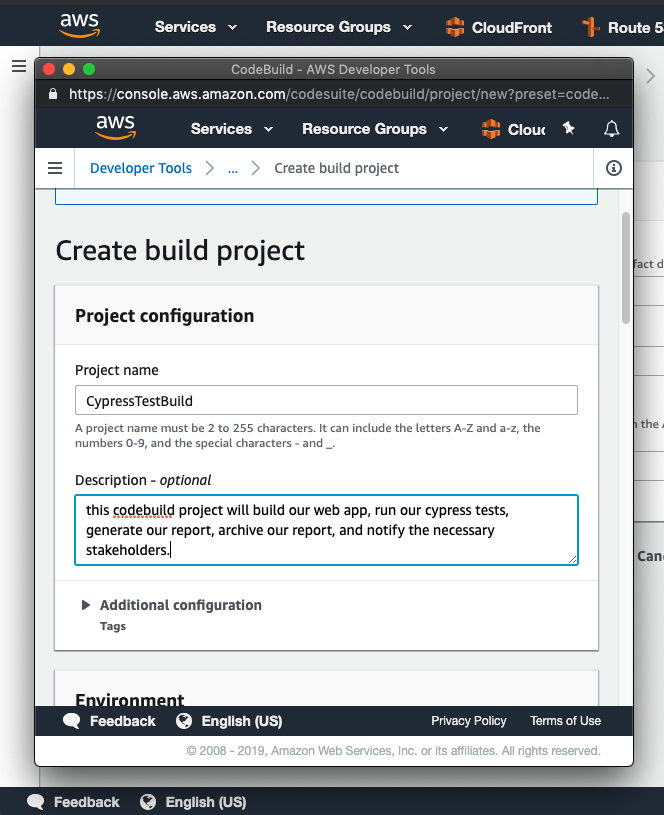 aws Services Resource Groups CloudFront Route 5
CodeBuild - AWS Developer Tools
https://console.aws.amazon.com/codesuite/codebuild/project/new?preset=code...
aws Services Resource Groups Clou
Developer Tools ... Create build project
Create build project
Project configuration
fact d
Project name
CypressTestBuild
A project name must be 2 to 255 characters. It can include the letters A-Z and a-z, the
numbers 0-9, and the special characters - and _.
Description - optional
this codebuild project will build our web app, run our cypress tests,
generate our report, archive our report, and notify the necessary
stakeholders.
Canc
Additional configuration
Tags
Environment
Feedback English (US) Privacy Policy Terms of Use
© 2008 - 2019, Amazon Web Services, Inc. or its affiliates. All rights reserved.
Feedback English (US)